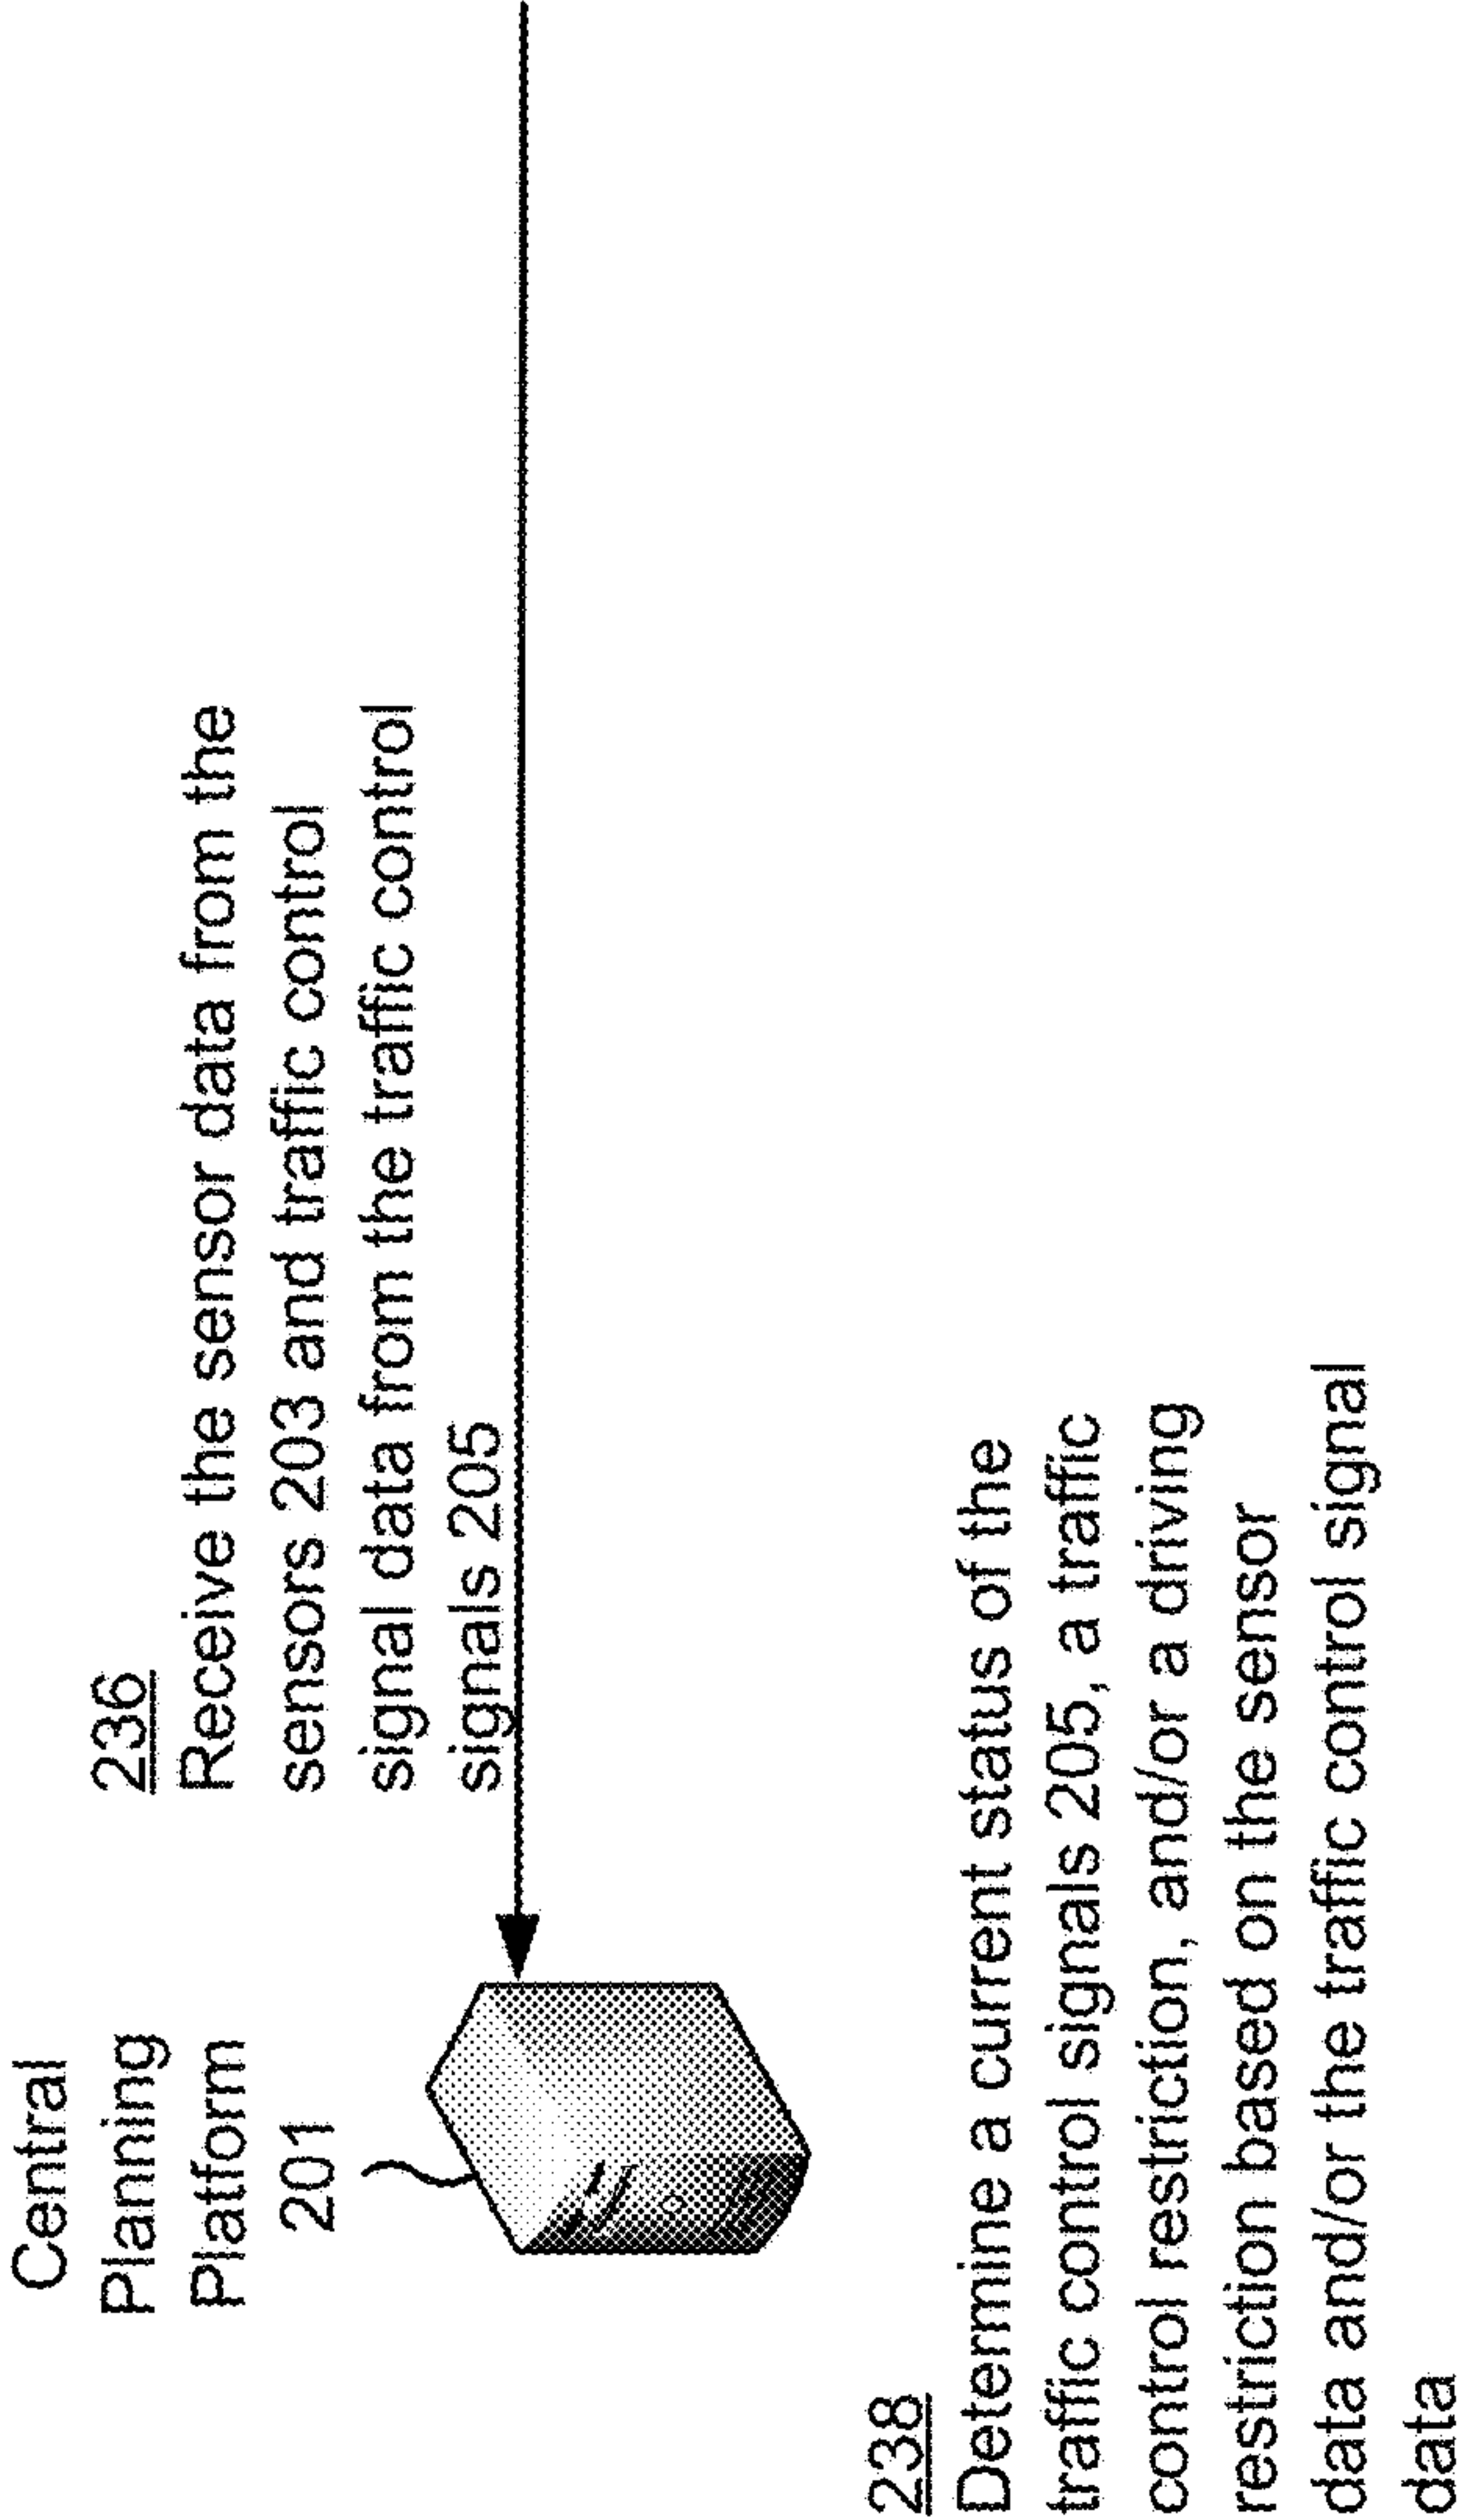 Central
Planning
Platform
201
236
Receive the sensor data from the
sensors 203 and traffic control
signal data from the traffic control
signals 205
238
Determine a current status of the
traffic control signals 205, a traffic
control restriction, and/or a driving
restriction based on the sensor
data and/or the traffic control signal
data